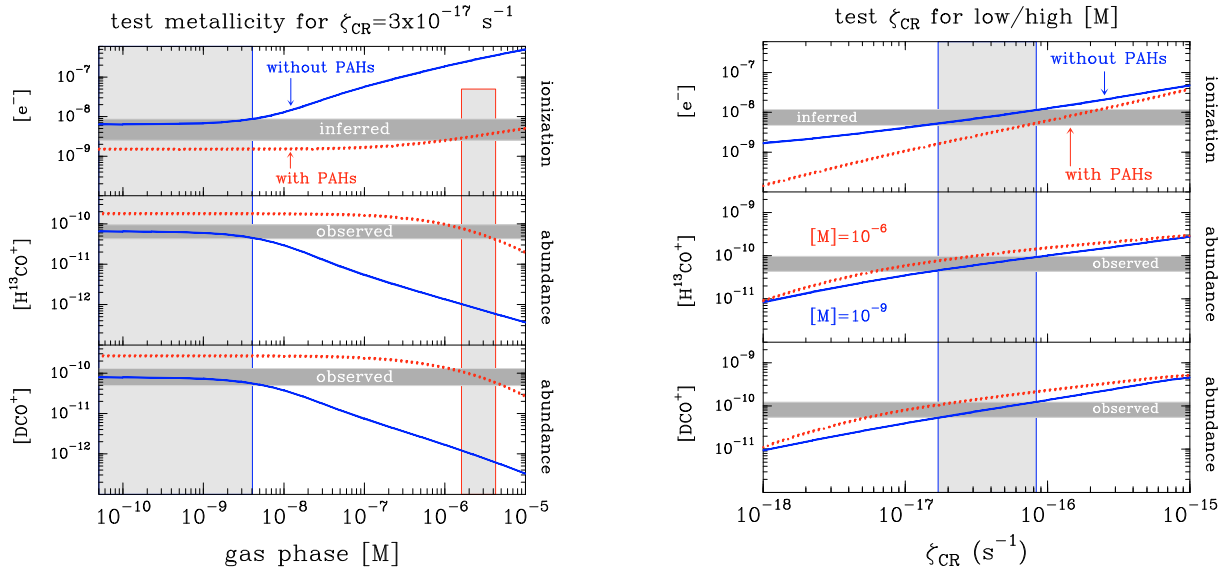 test metallicity for ζCR=3x10⁻¹⁷ s⁻¹
10⁻⁷
10⁻⁸
10⁻⁹
[e⁻]
without PAHs
inferred
with PAHs
ionization
10⁻¹⁰
10⁻¹¹
10⁻¹²
[H¹³CO⁺]
observed
abundance
10⁻¹⁰
10⁻¹¹
10⁻¹²
[DCO⁺]
observed
abundance
10⁻¹⁰ 10⁻⁹ 10⁻⁸ 10⁻⁷ 10⁻⁶ 10⁻⁵
gas phase [M]
test ζCR for low/high [M]
10⁻⁷
10⁻⁸
10⁻⁹
[e⁻]
without PAHs
inferred
with PAHs
ionization
10⁻⁹
10⁻¹⁰
10⁻¹¹
[H¹³CO⁺]
[M]=10⁻⁶
observed
[M]=10⁻⁹
abundance
10⁻⁹
10⁻¹⁰
10⁻¹¹
[DCO⁺]
observed
abundance
10⁻¹⁸ 10⁻¹⁷ 10⁻¹⁶ 10⁻¹⁵
ζCR (s⁻¹)